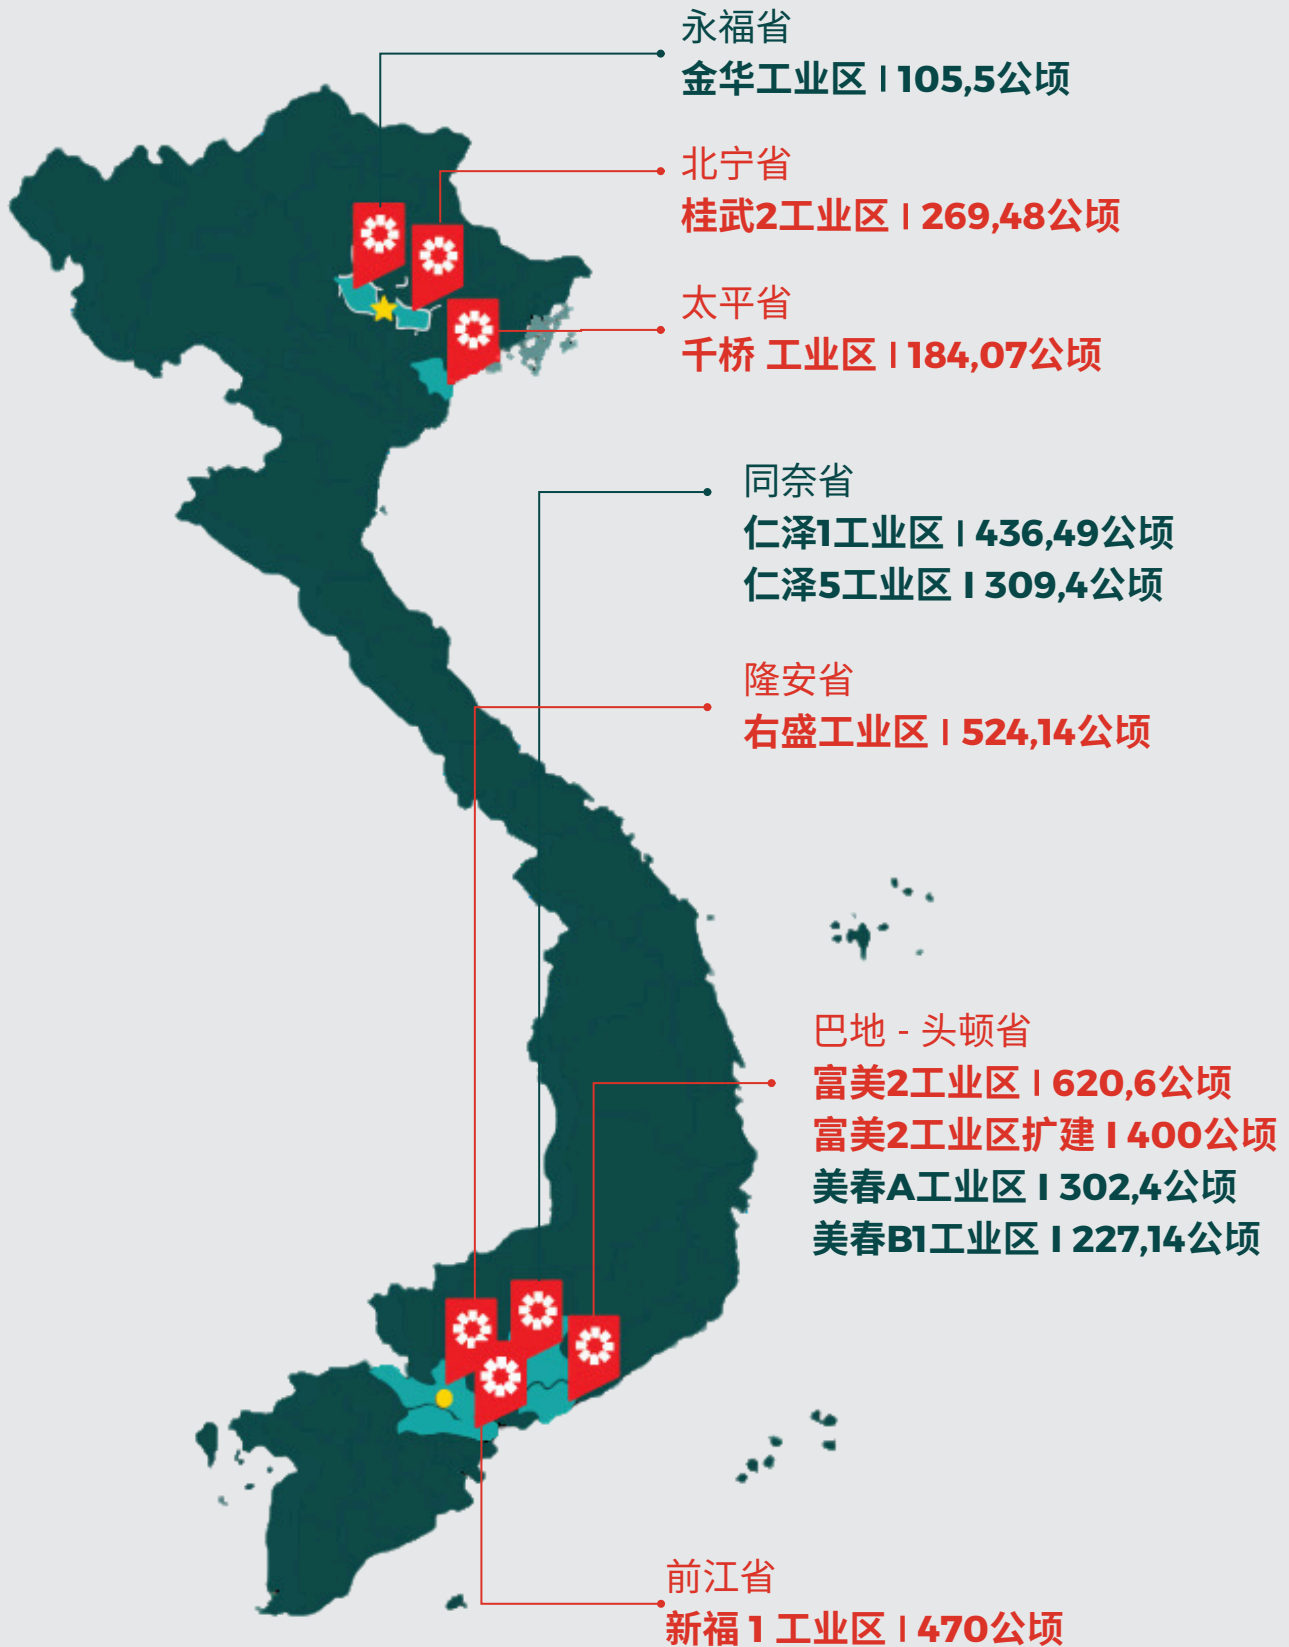 永福省
金华工业区 I 105,5公顷
北宁省
桂武2工业区 I 269,48公顷
太平省
千桥 工业区 I 184,07公顷
同奈省
仁泽1工业区 I 436,49公顷
仁泽5工业区 I 309,4公顷
隆安省
右盛工业区 I 524,14公顷
巴地 - 头顿省
富美2工业区 I 620,6公顷
富美2工业区扩建 I 400公顷
美春A工业区 I 302,4公顷
美春B1工业区 I 227,14公顷
前江省
新福 1 工业区 I 470公顷